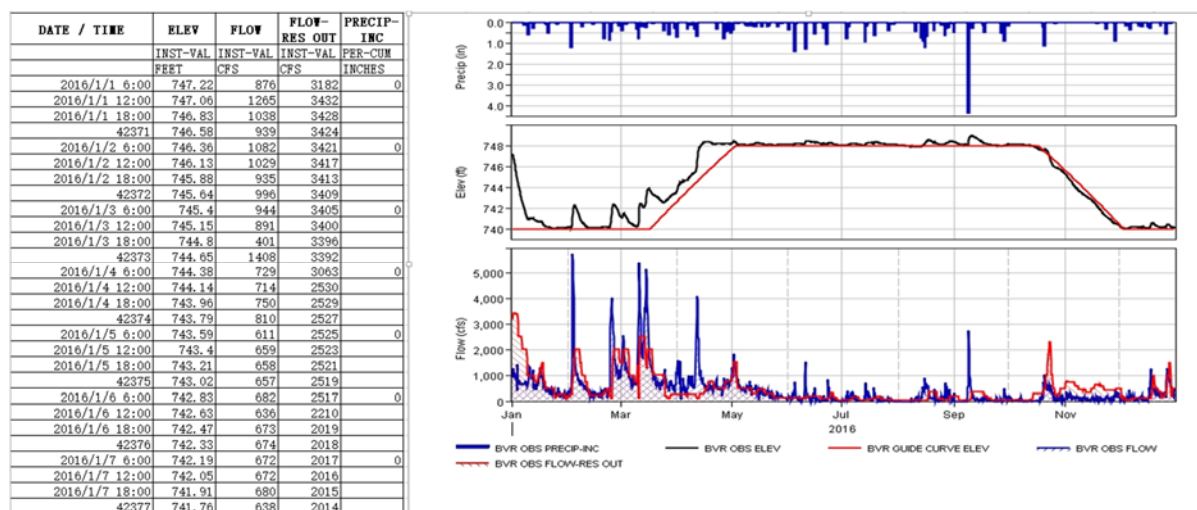 DATE / TIME ELEV FLOW FLOW-RES OUT PRECIP-INC
INST-VAL INST-VAL INST-VAL PER-CUM
FEET CFS CFS INCHES
2016/1/1 6:00 747.22 876 3182 0
2016/1/1 12:00 747.06 1265 3432
2016/1/1 18:00 746.83 1038 3428
42371 746.58 939 3424
2016/1/2 6:00 746.36 1082 3421 0
2016/1/2 12:00 746.13 1029 3417
2016/1/2 18:00 745.88 935 3413
42372 745.64 996 3409
2016/1/3 6:00 745.4 944 3405 0
2016/1/3 12:00 745.15 891 3400
2016/1/3 18:00 744.8 401 3396
42373 744.65 1408 3392
2016/1/4 6:00 744.38 729 3063 0
2016/1/4 12:00 744.14 714 2530
2016/1/4 18:00 743.96 750 2529
42374 743.79 810 2527
2016/1/5 6:00 743.59 611 2525 0
2016/1/5 12:00 743.4 659 2523
2016/1/5 18:00 743.21 658 2521
42375 743.02 657 2519
2016/1/6 6:00 742.83 682 2517 0
2016/1/6 12:00 742.63 636 2210
2016/1/6 18:00 742.47 673 2019
42376 742.33 674 2018
2016/1/7 6:00 742.19 672 2017 0
2016/1/7 12:00 742.05 672 2016
2016/1/7 18:00 741.91 680 2015
42377 741.76 638 2014
Precip (in)
0.0
1.0
2.0
3.0
4.0
Elev (ft)
748
746
744
742
740
Flow (cfs)
5,000
4,000
3,000
2,000
1,000
0
Jan Mar May Jul Sep Nov
2016
BVR OBS PRECIP-INC BVR OBS ELEV BVR GUIDE CURVE ELEV BVR OBS FLOW
BVR OBS FLOW-RES OUT